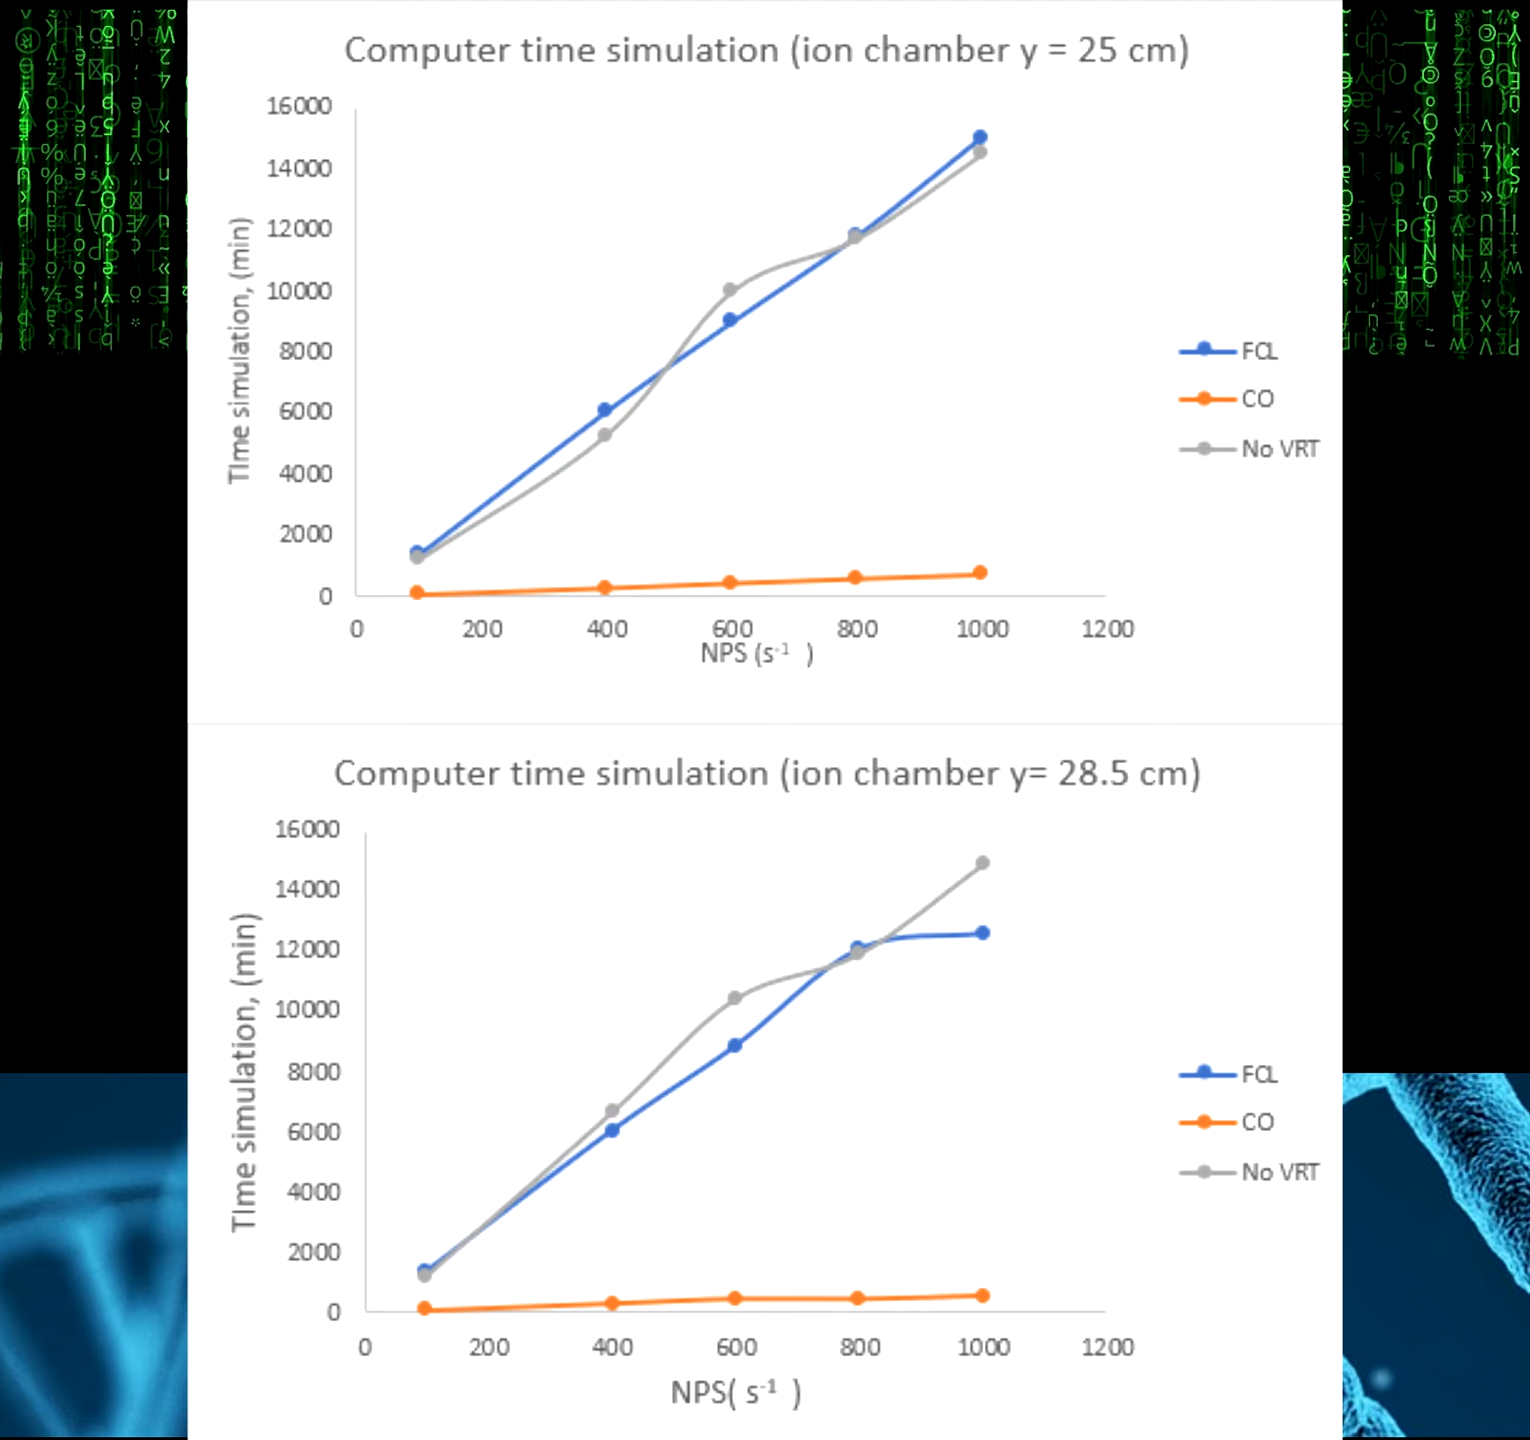 Computer time simulation (ion chamber y = 25 cm)
16000
14000
12000
10000
8000
6000
4000
2000
0
TIme simulation, (min)
0 200 400 600 800 1000 1200
NPS (s-1 )
FCL
CO
No VRT
Computer time simulation (ion chamber y= 28.5 cm)
16000
14000
12000
10000
8000
6000
4000
2000
0
TIme simulation, (min)
0 200 400 600 800 1000 1200
NPS( s-1 )
FCL
CO
No VRT